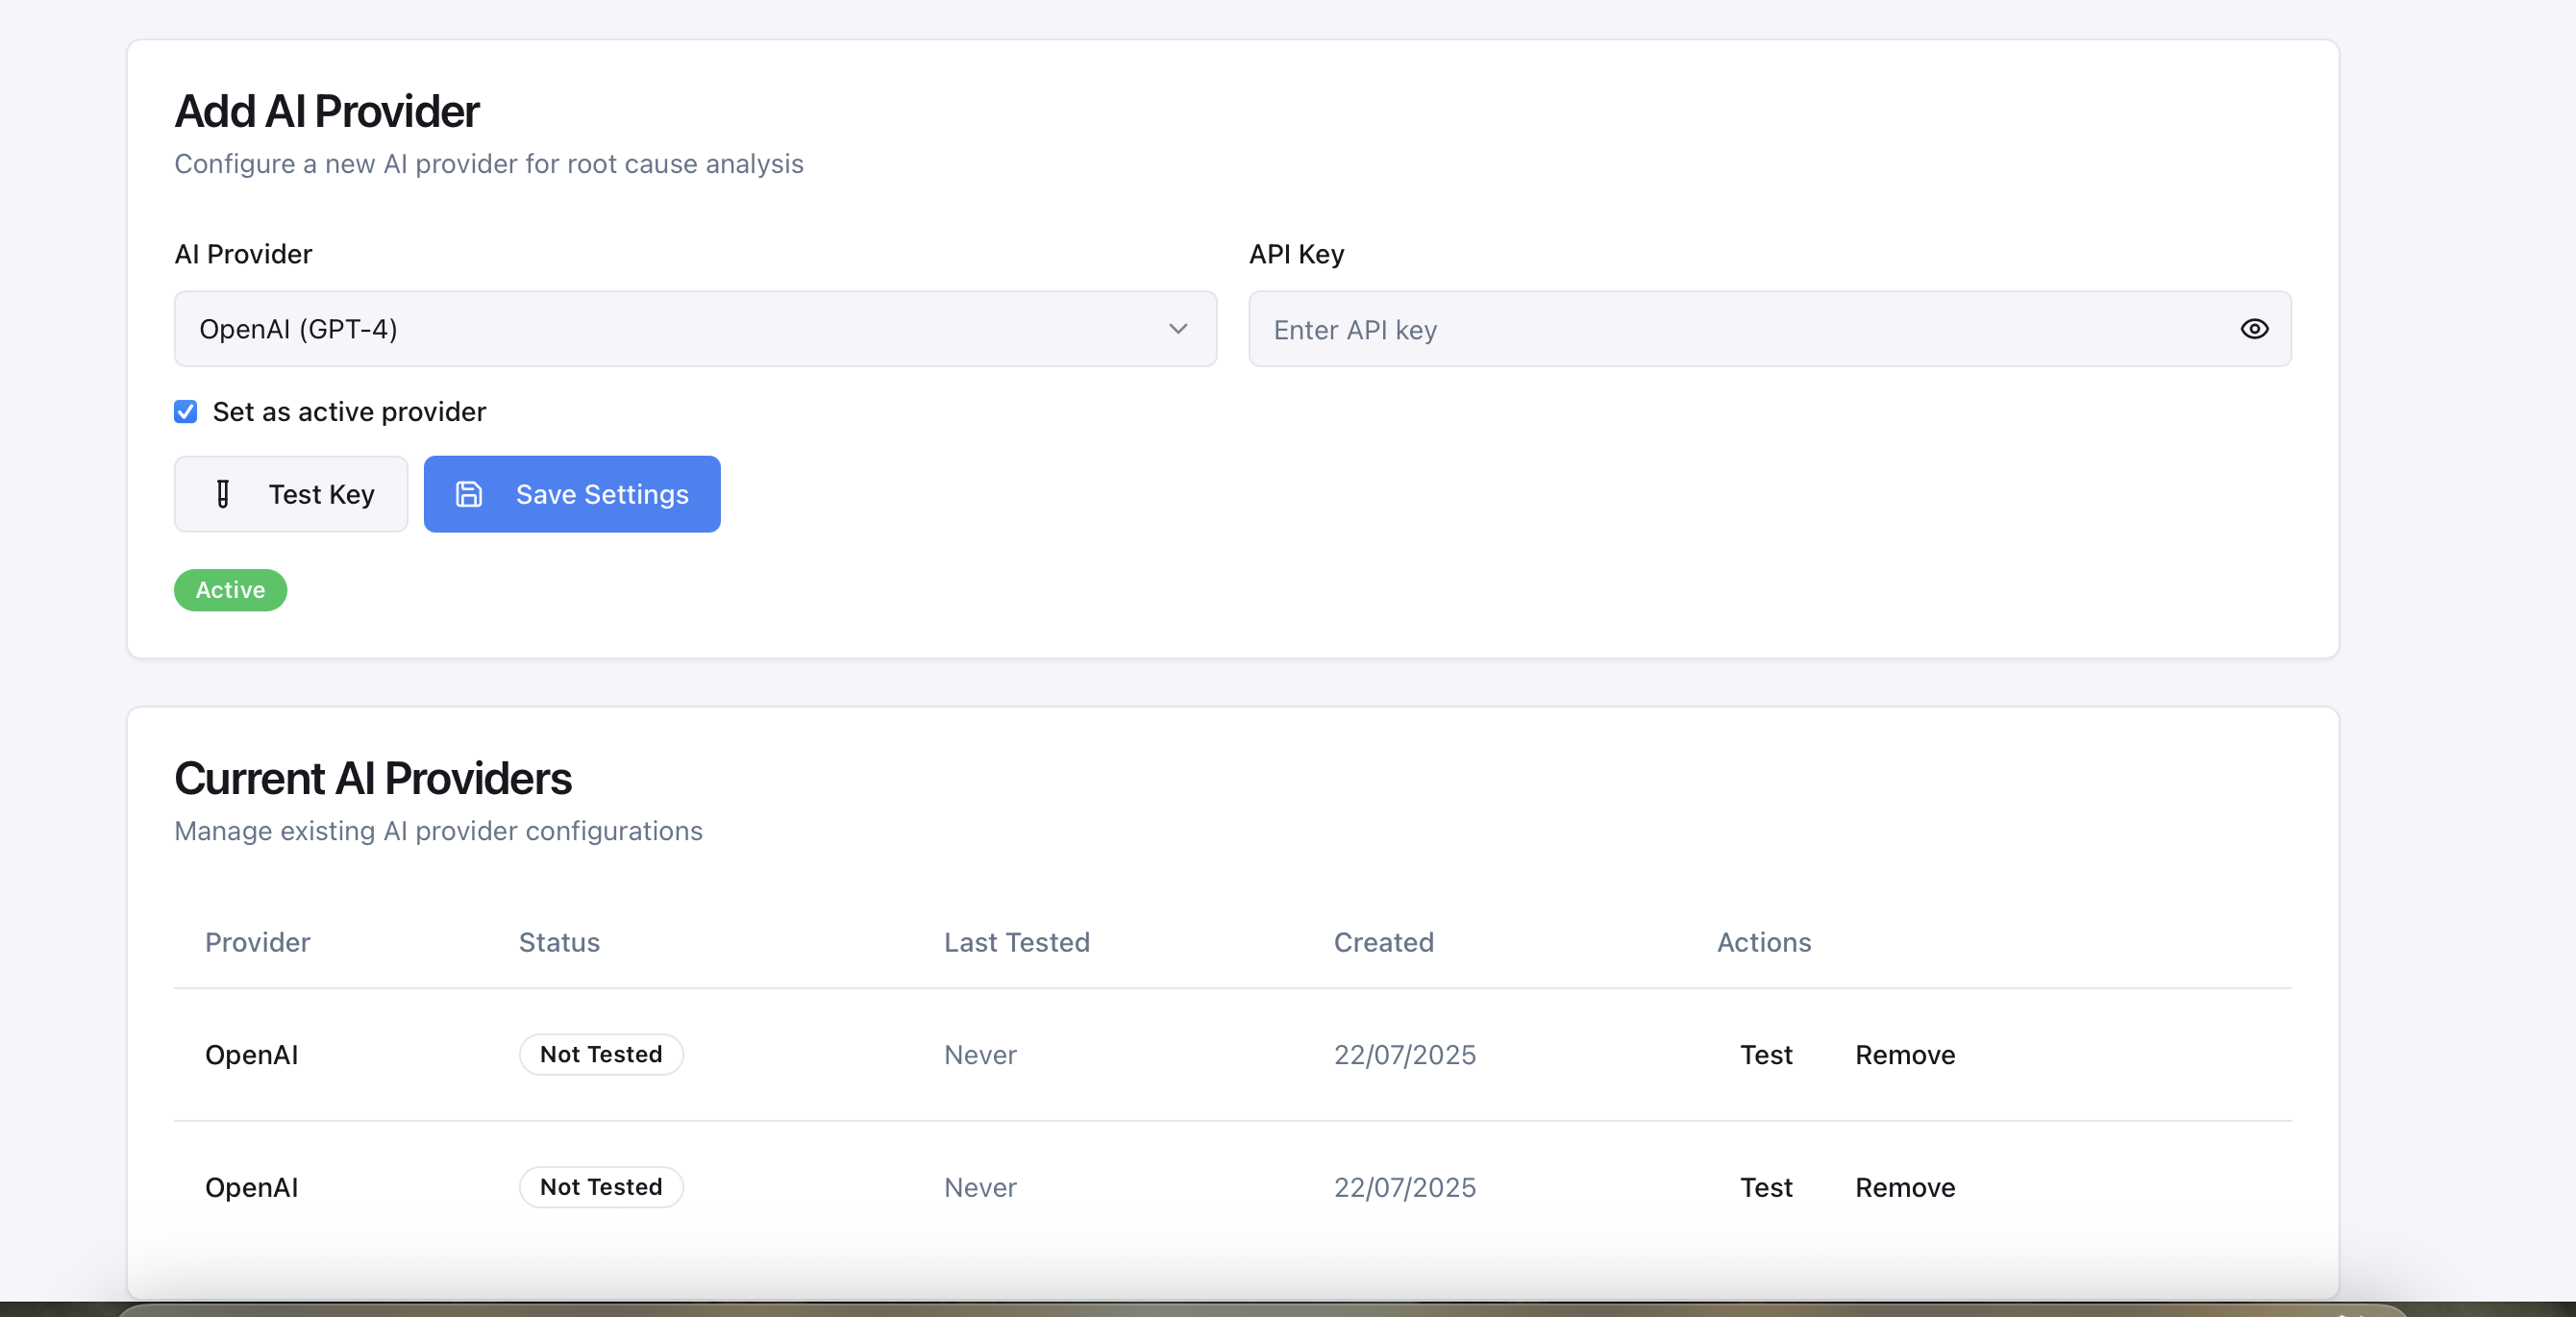 Add AI Provider
Configure a new AI provider for root cause analysis
AI Provider
API Key
OpenAI (GPT-4)
Enter API key
Set as active provider
Test Key
Save Settings
Active
Current AI Providers
Manage existing AI provider configurations
Provider Status Last Tested Created Actions
OpenAI Not Tested Never 22/07/2025 Test Remove
OpenAI Not Tested Never 22/07/2025 Test Remove